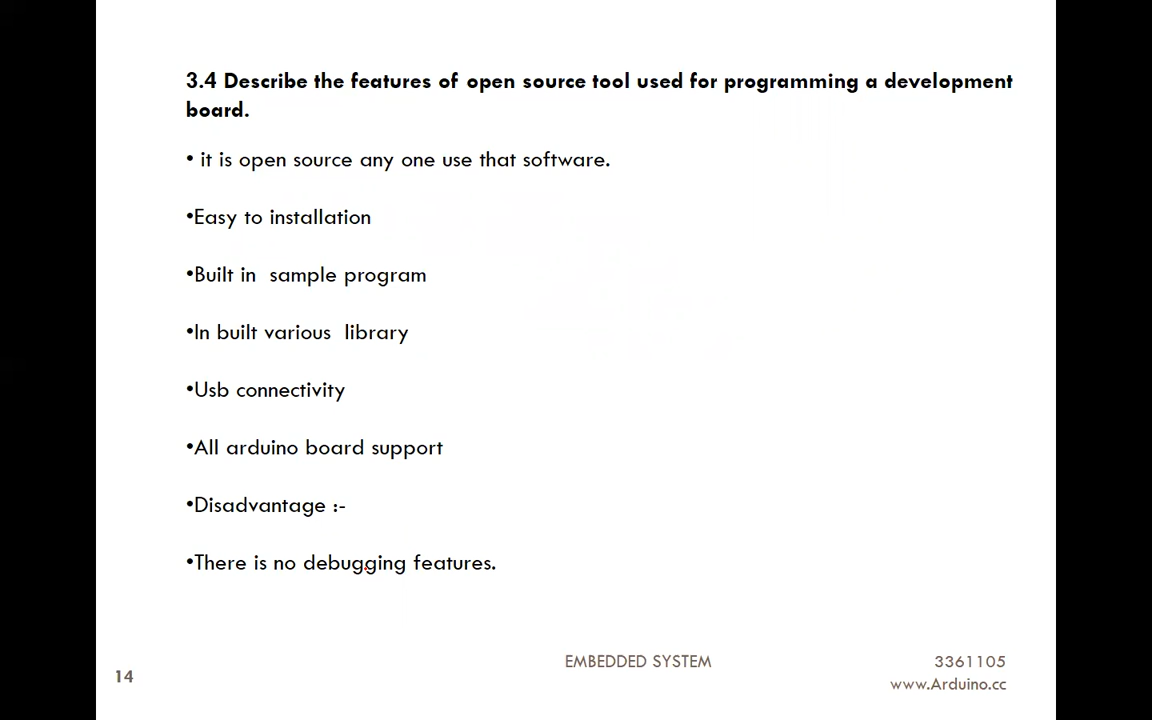 3.4 Describe the features of open source tool used for programming a development
board.
• it is open source any one use that software.
•Easy to installation
•Built in  sample program
•In built various  library
•Usb connectivity
•All arduino board support
•Disadvantage :-
•There is no debugging features.
EMBEDDED SYSTEM
3361105
14
www.Arduino.cc